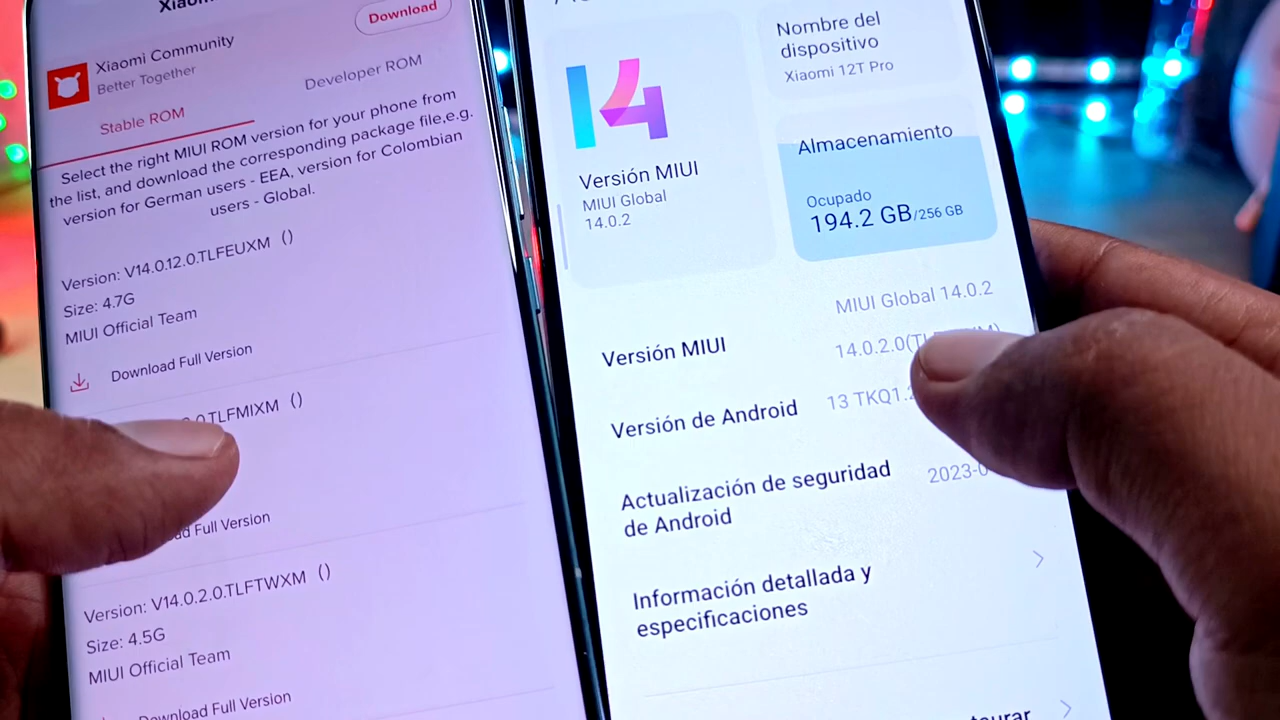 Download
Xiaomi Community
Better Together
Stable ROM
Developer ROM
Select the right MIUI ROM version for your phone from
the list, and download the corresponding package file,e.g.
version for German users - EEA, version for Colombian
users - Global.
Version: V14.0.12.0.TLFEUXM ()
Size: 4.7G
MIUI Official Team
Download Full Version
.0.TLFMIXM ()
Full Version
Version: V14.0.2.0.TLFTWXM ()
Size: 4.5G
MIUI Official Team
Download Full Version
14
Versión MIUI
MIUI Global
14.0.2
Nombre del
dispositivo
Xiaomi 12T Pro
Almacenamiento
Ocupado
194.2 GB/256 GB
Versión MIUI
MIUI Global 14.0.2
14.0.2.0(
Versión de Android
13 TKQ1.
Actualización de seguridad
de Android
2023-0
Información detallada y
especificaciones